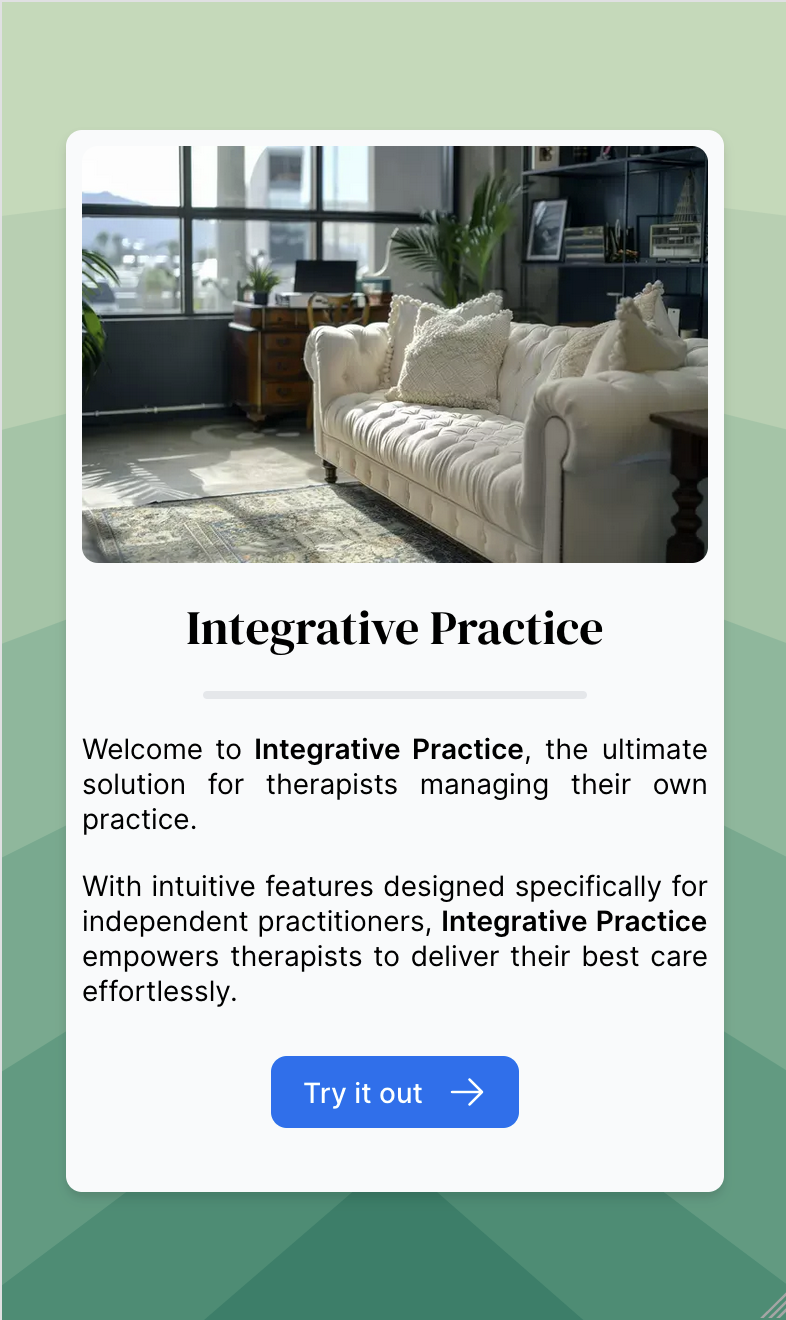 Integrative Practice
Welcome to Integrative Practice, the ultimate
solution for therapists managing their own
practice.
With intuitive features designed specifically for
independent practitioners, Integrative Practice
empowers therapists to deliver their best care
effortlessly.
Try it out